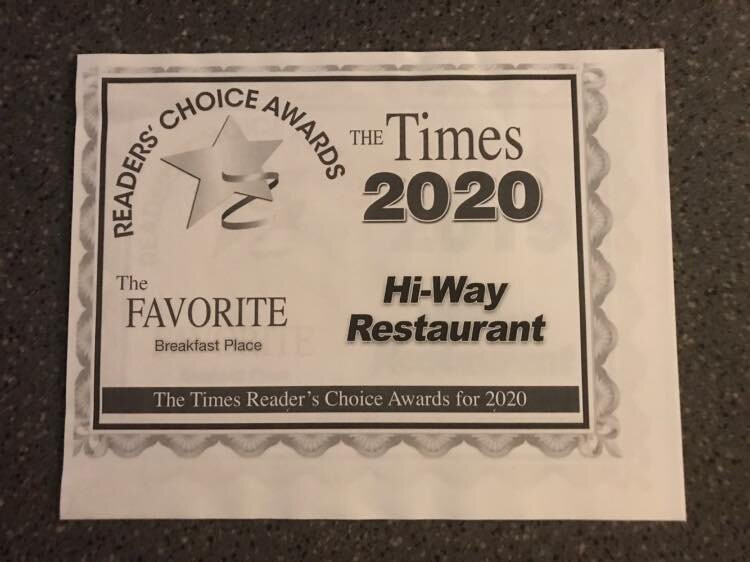 READERS' CHOICE AWARDS
THE Times
2020
The
FAVORITE
Breakfast Place
Hi-Way
Restaurant
The Times Reader's Choice Awards for 2020